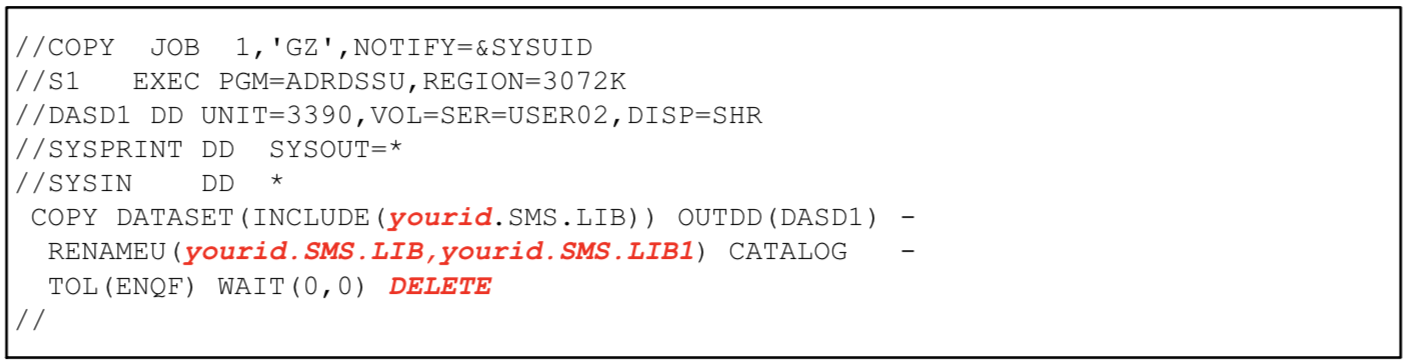 //COPY  JOB  1,'GZ',NOTIFY=&SYSUID
//S1   EXEC PGM=ADRDSSU,REGION=3072K
//DASD1 DD UNIT=3390,VOL=SER=USER02,DISP=SHR
//SYSPRINT DD  SYSOUT=*
//SYSIN    DD  *
 COPY DATASET(INCLUDE(yourid.SMS.LIB)) OUTDD(DASD1) -
  RENAMEU(yourid.SMS.LIB,yourid.SMS.LIB1) CATALOG   -
  TOL(ENQF) WAIT(0,0) DELETE
//